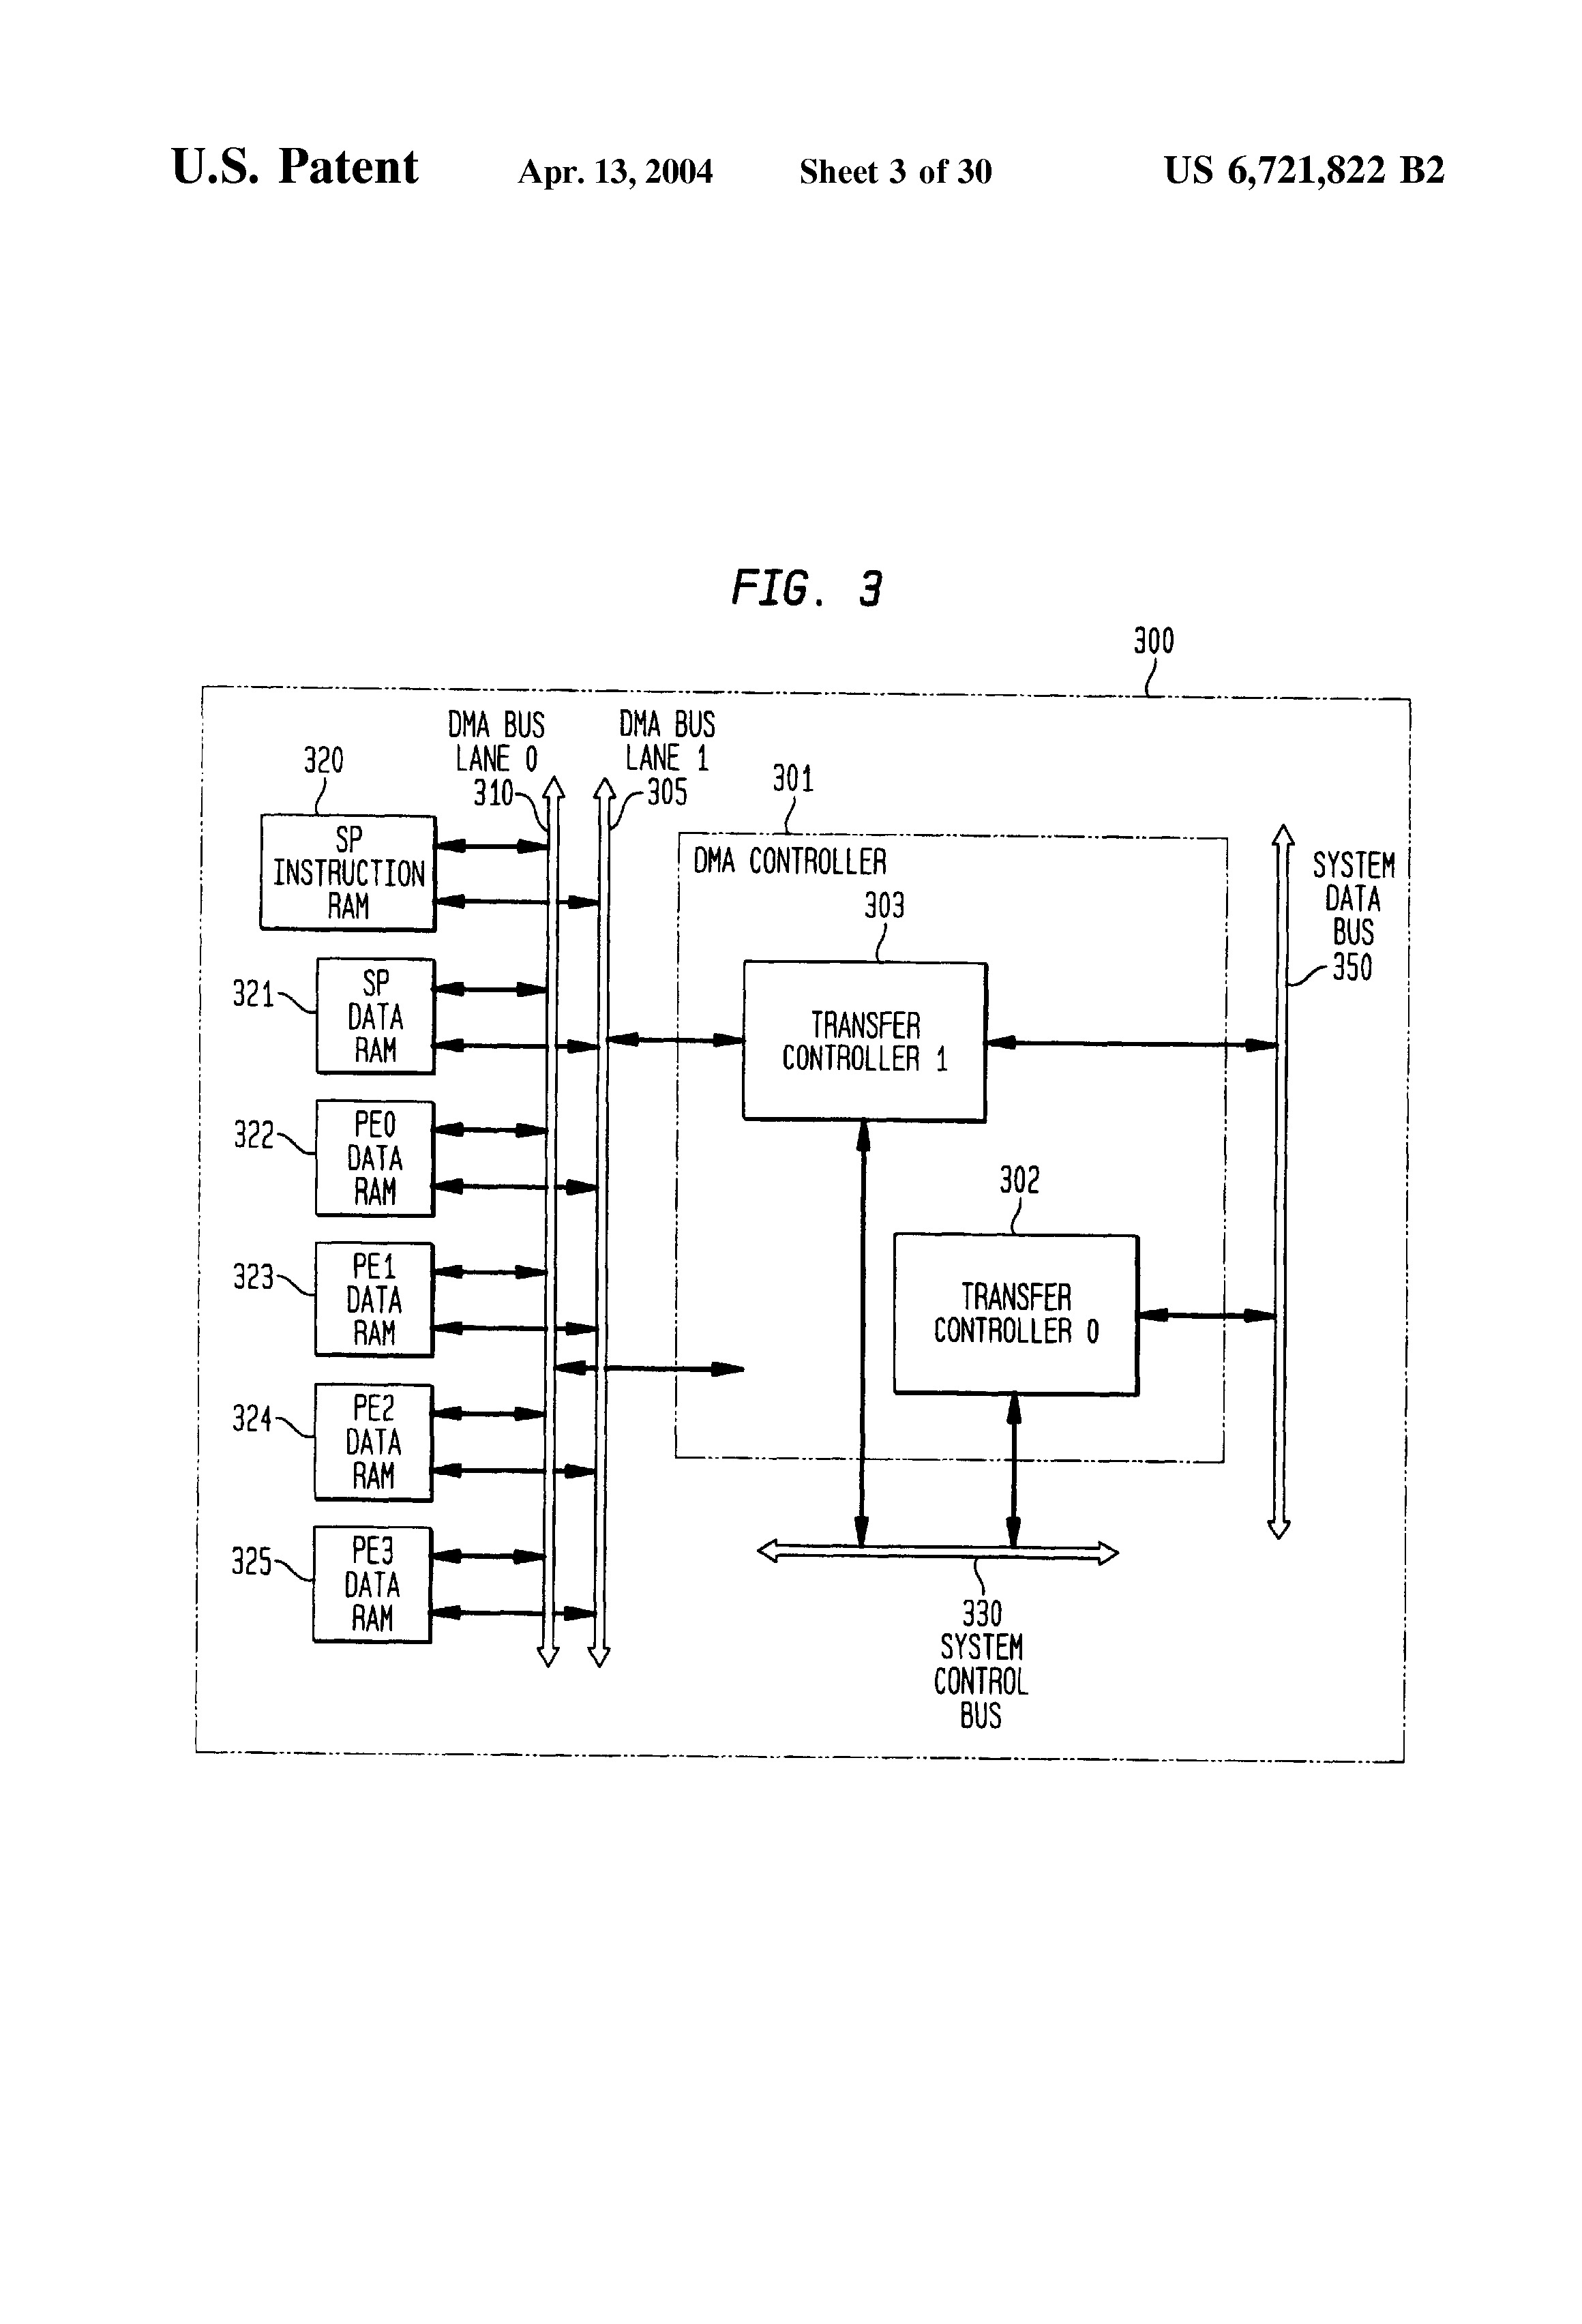 U.S. Patent Apr. 13, 2004 Sheet 3 of 30 US 6,721,822 B2
FIG. 3
300
DMA BUS
LANE 0
310
DMA BUS
LANE 1
305
320
SP
INSTRUCTION
RAM
321
SP
DATA
RAM
322
PE0
DATA
RAM
323
PE1
DATA
RAM
324
PE2
DATA
RAM
325
PE3
DATA
RAM
301
DMA CONTROLLER
303
TRANSFER
CONTROLLER 1
302
TRANSFER
CONTROLLER 0
SYSTEM
DATA
BUS
350
330
SYSTEM
CONTROL
BUS